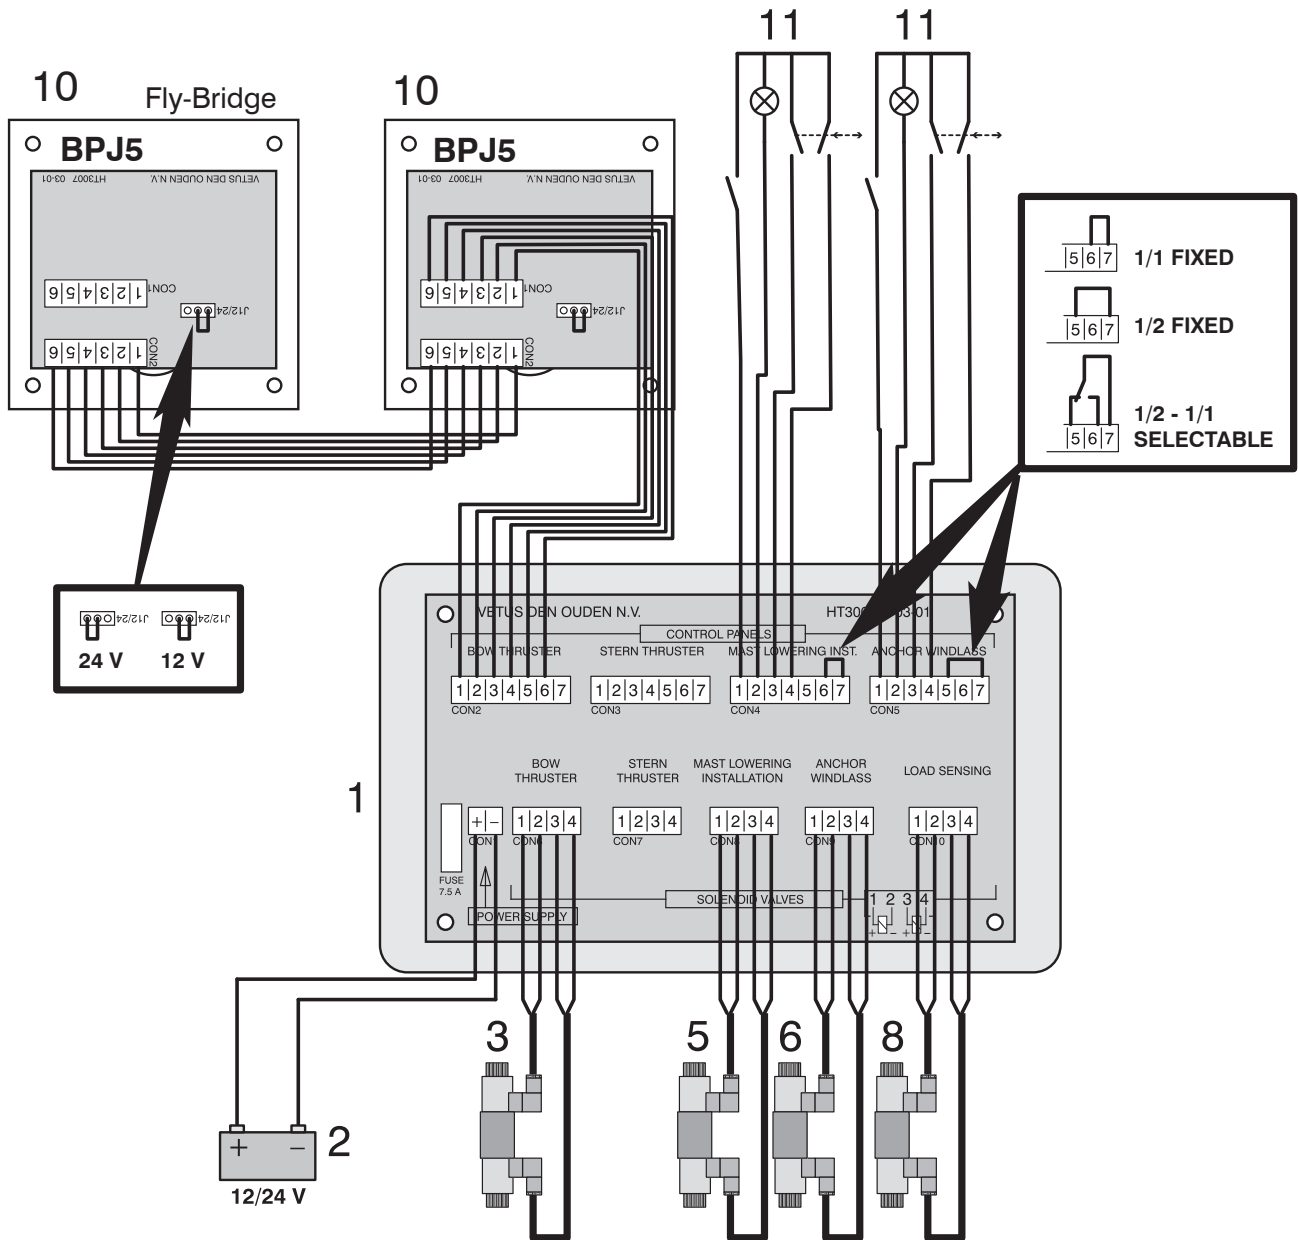 11
11
10
Fly-Bridge
10
BPJ5
BPJ5
HT3007 03-01
VETUS DEN OUDEN N.V.
HT3007 03-01
VETUS DEN OUDEN N.V.
6 5 4 3 2 1
CON1
J12/24
6 5 4 3 2 1
CON2
6 5 4 3 2 1
CON1
J12/24
6 5 4 3 2 1
CON2
5 6 7
1/1 FIXED
5 6 7
1/2 FIXED
5 6 7
1/2 - 1/1
SELECTABLE
J12/24
J12/24
24 V
12 V
VETUS DEN OUDEN N.V.
03-01
CONTROL PANELS
BOW THRUSTER
STERN THRUSTER
MAST LOWERING INST.
ANCHOR WINDLASS
1 2 3 4 5 6 7
1 2 3 4 5 6 7
1 2 3 4 5 6 7
1 2 3 4 5 6 7
CON2
CON3
CON4
CON5
1
BOW
THRUSTER
STERN
THRUSTER
MAST LOWERING
INSTALLATION
ANCHOR
WINDLASS
LOAD SENSING
+ −
1 2 3 4
1 2 3 4
1 2 3 4
1 2 3 4
1 2 3 4
CON1
CON6
CON7
CON8
CON9
CON10
FUSE
7.5 A
SOLENOID VALVES
1 2 3 4
+ − + −
POWER SUPPLY
3
5
6
8
+ −
2
12/24 V